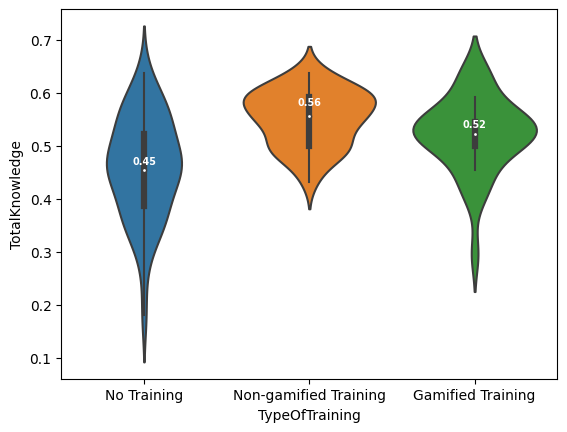 0.7
0.6
0.5
0.4
0.3
0.2
0.1
TotalKnowledge
0.45
0.56
0.52
No Training
Non-gamified Training
Gamified Training
TypeOfTraining